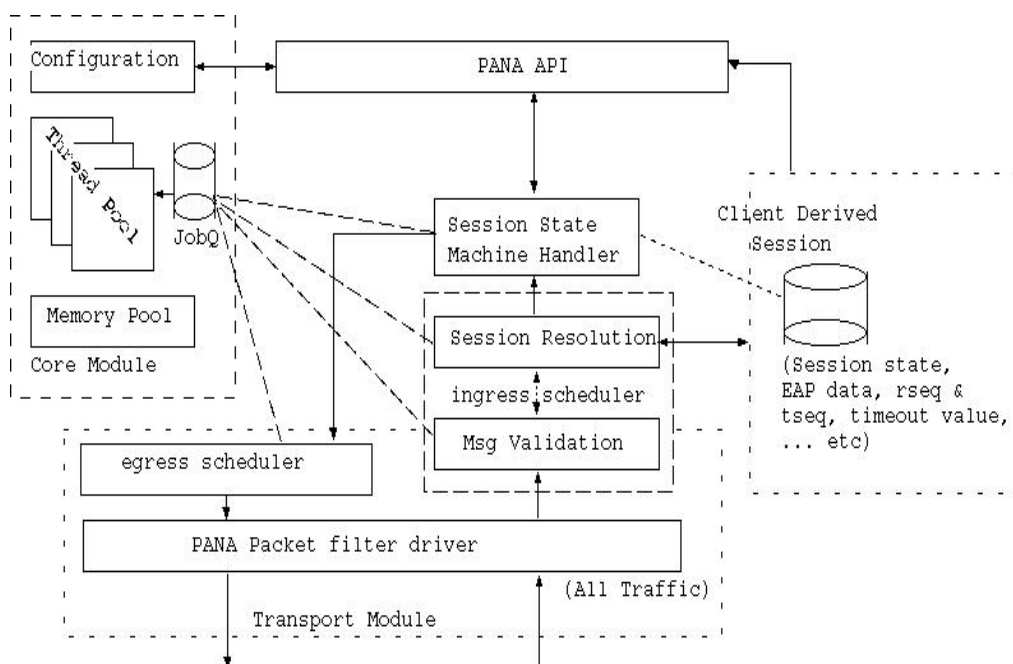 Configuration
PANA API
Thread Pool
JobQ
Session State
Machine Handler
Client Derived
Session
Memory Pool
Core Module
Session Resolution
(Session state,
EAP data, rseq &
tseq, timeout value,
... etc)
ingress scheduler
Msg Validation
egress scheduler
PANA Packet filter driver
(All Traffic)
Transport Module